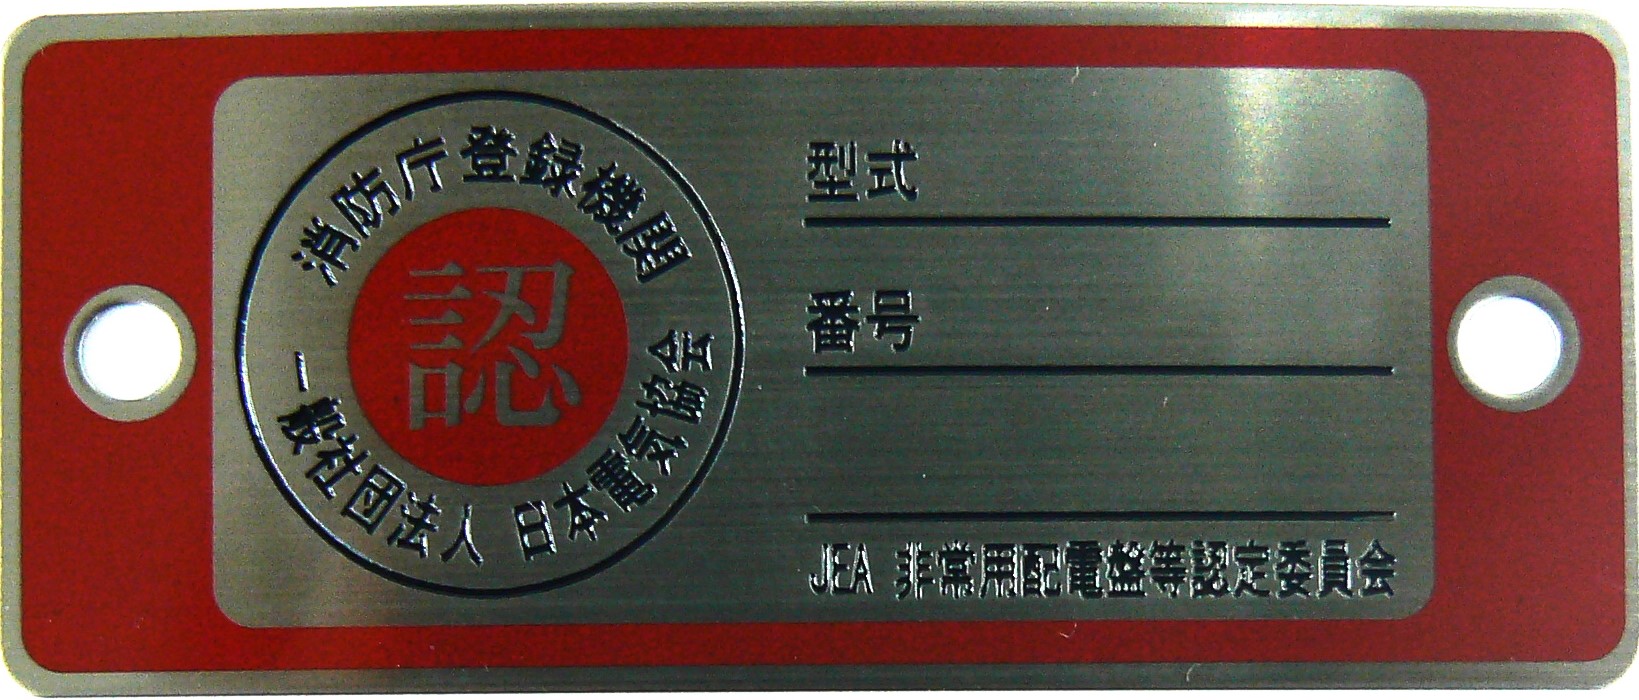 消防庁登録機関
認
一般社団法人 日本電気協会
型式
番号
JEA 非常用配電盤等認定委員会